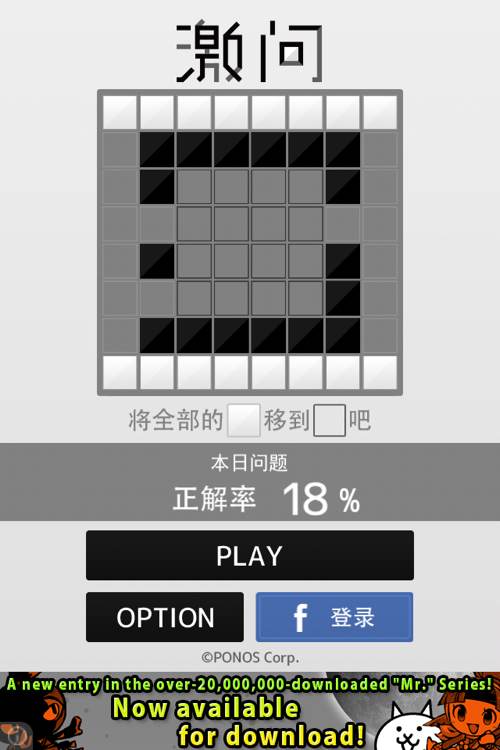 激问
将全部的 移到 吧
本日问题
正解率 18 %
PLAY
OPTION
f 登录
©PONOS Corp.
A new entry in the over-20,000,000-downloaded "Mr." Series!
Now available
for download!